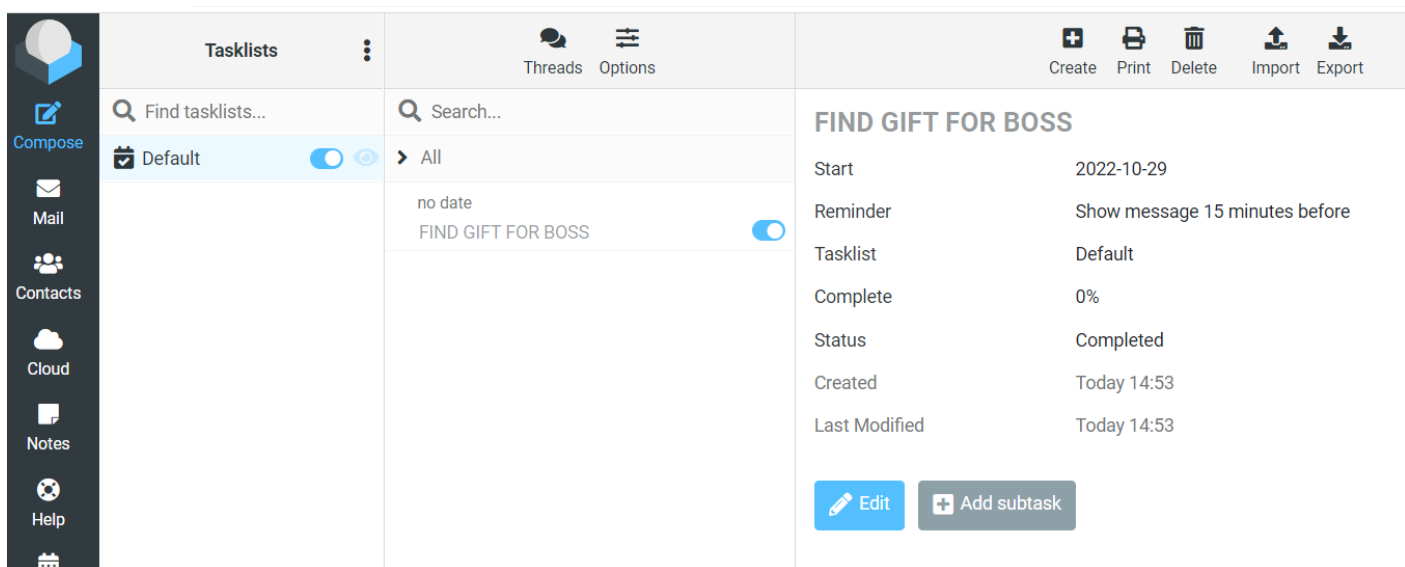 Tasklists
Threads Options
Create Print Delete Import Export
Compose
Mail
Contacts
Cloud
Notes
Help
Find tasklists...
Default
Search...
All
no date
FIND GIFT FOR BOSS
FIND GIFT FOR BOSS
Start 2022-10-29
Reminder Show message 15 minutes before
Tasklist Default
Complete 0%
Status Completed
Created Today 14:53
Last Modified Today 14:53
Edit Add subtask